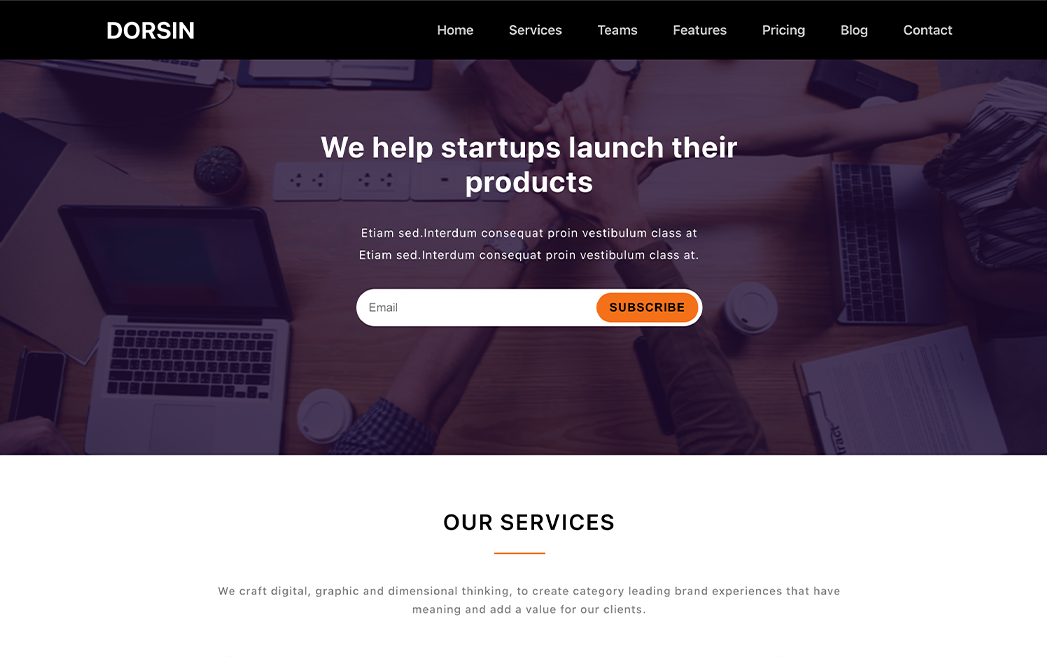 DORSIN
Home Services Teams Features Pricing Blog Contact
We help startups launch their
products
Etiam sed.Interdum consequat proin vestibulum class at
Etiam sed.Interdum consequat proin vestibulum class at.
Email SUBSCRIBE
OUR SERVICES
We craft digital, graphic and dimensional thinking, to create category leading brand experiences that have
meaning and add a value for our clients.